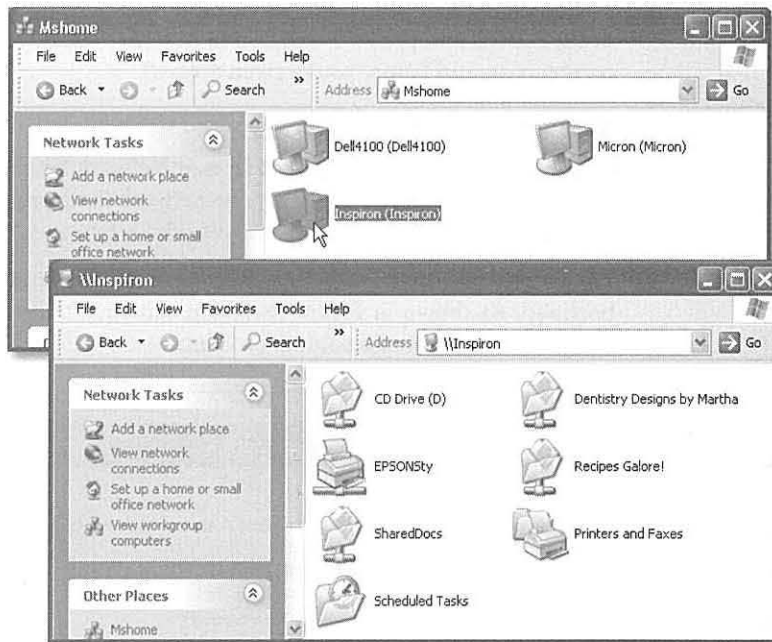 Mshome
File Edit View Favorites Tools Help
Back Search » Address Mshome Go
Network Tasks
Add a network place
View network
connections
Set up a home or small
office network
Dell4100 (Dell4100)
Micron (Micron)
Inspiron (Inspiron)
\\Inspiron
File Edit View Favorites Tools Help
Back Search » Address \\Inspiron Go
Network Tasks
Add a network place
View network
connections
Set up a home or small
office network
View workgroup
computers
Other Places
Mshome
CD Drive (D)
Dentistry Designs by Martha
EPSONSty
Recipes Galore!
SharedDocs
Printers and Faxes
Scheduled Tasks